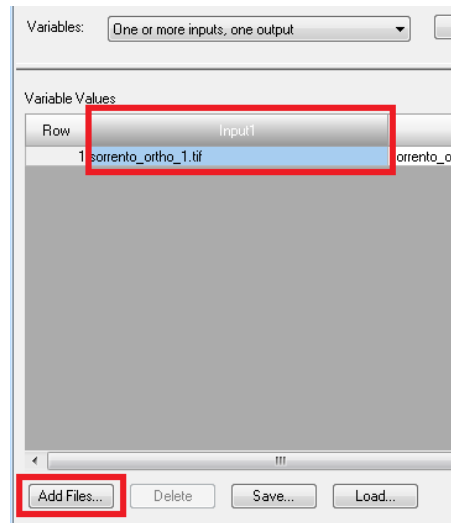 Variables: One or more inputs, one output
Variable Values
Row Input1
1 sorrento_ortho_1.tif orrento_o
Add Files... Delete Save... Load...